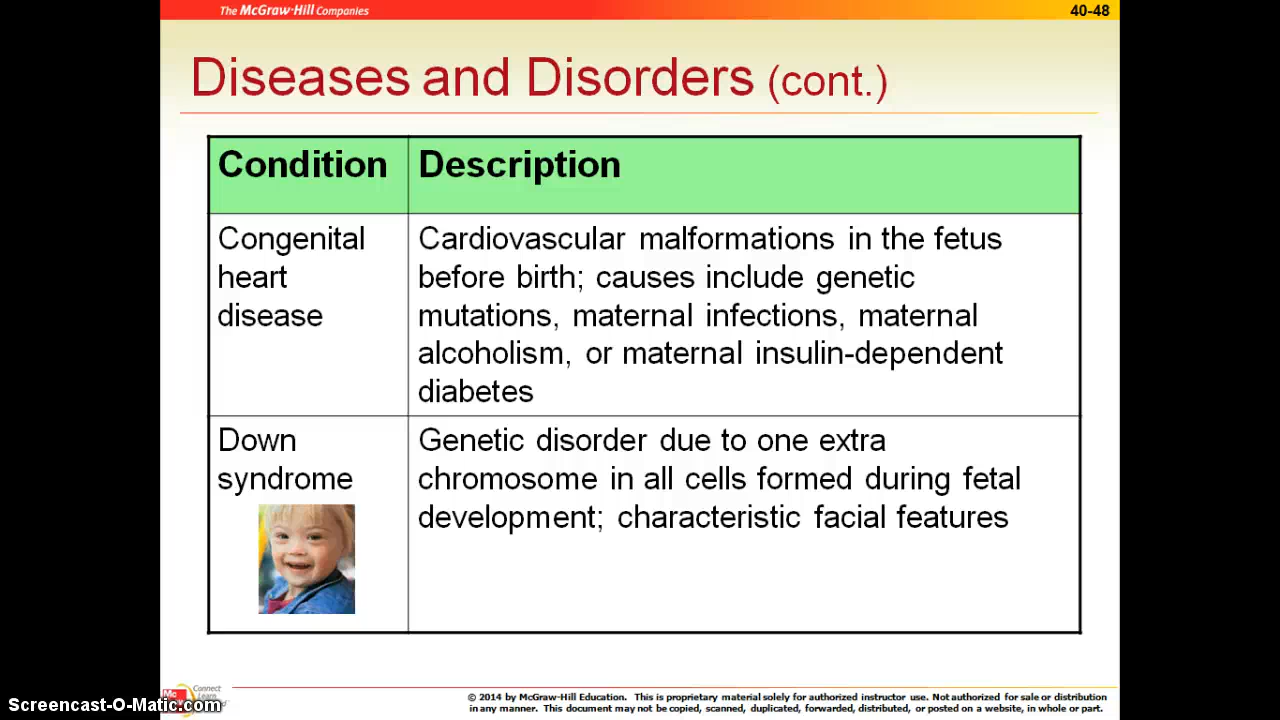 The McGraw-Hill Companies
40-48
Diseases and Disorders (cont.)
Condition
Description
Congenital
heart
disease
Cardiovascular malformations in the fetus
before birth; causes include genetic
mutations, maternal infections, maternal
alcoholism, or maternal insulin-dependent
diabetes
Down
syndrome
Genetic disorder due to one extra
chromosome in all cells formed during fetal
development; characteristic facial features
Connect
Learn
Mc
Screencast-O-Matic.com
© 2014 by McGraw-Hill Education. This is proprietary material solely for authorized instructor use. Not authorized for sale or distribution
in any manner. This document may not be copied, scanned, duplicated, forwarded, distributed, or posted on a website, in whole or part.